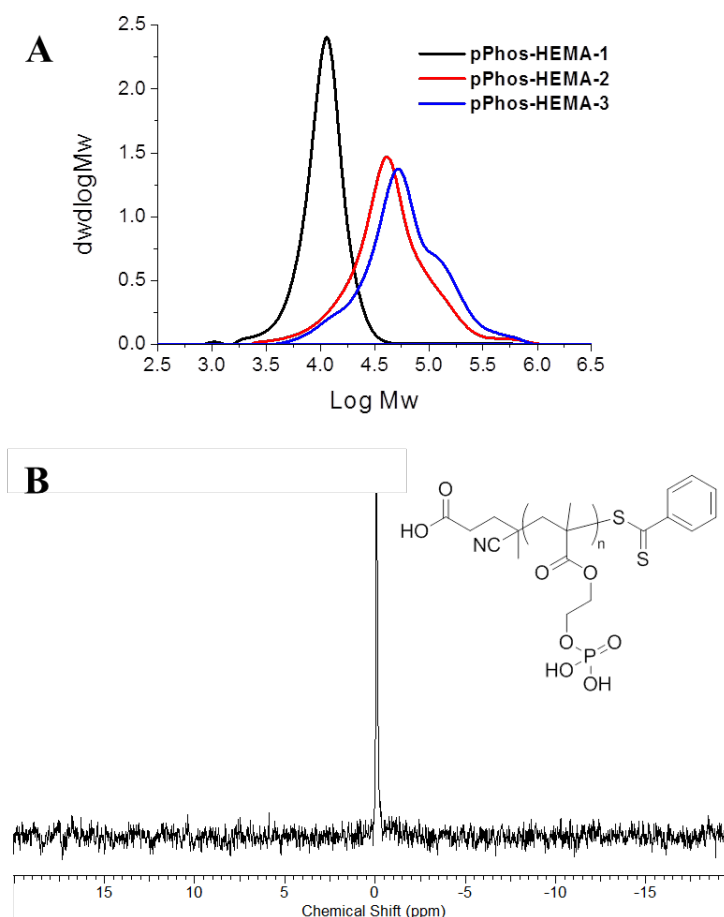 A
2.5
2.0
1.5
1.0
0.5
0.0
dwdlogMw
pPhos-HEMA-1
pPhos-HEMA-2
pPhos-HEMA-3
2.5 3.0 3.5 4.0 4.5 5.0 5.5 6.0 6.5
Log Mw
B
O
HO
NC
S
n
S
O
O
O
P
O
HO
OH
15 10 5 0 -5 -10 -15
Chemical Shift (ppm)